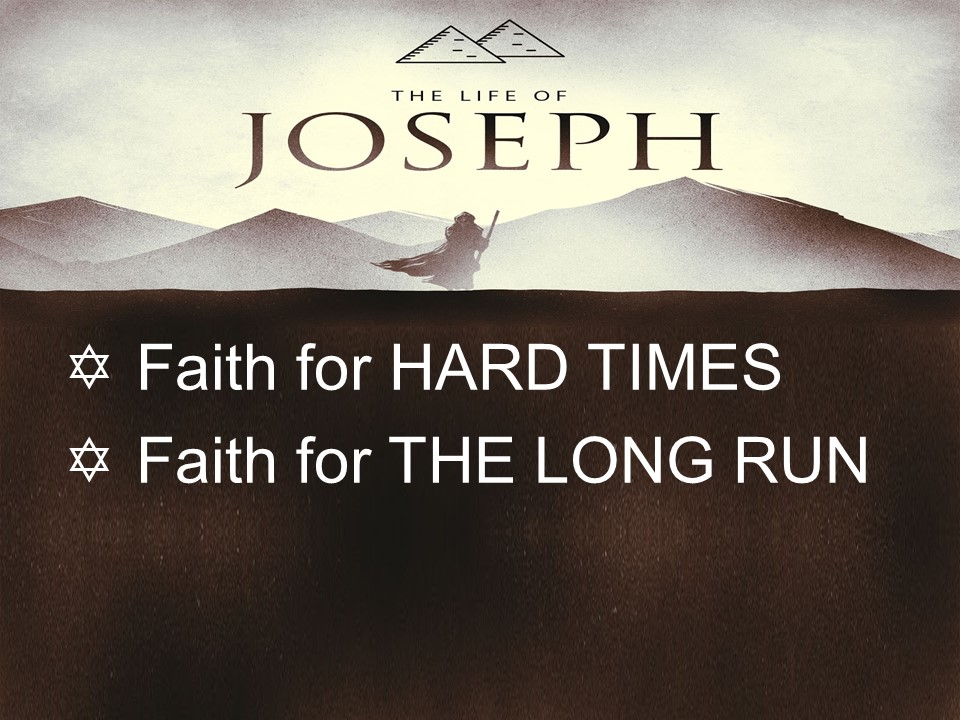 THE LIFE OF
JOSEPH
✡ Faith for HARD TIMES
✡ Faith for THE LONG RUN